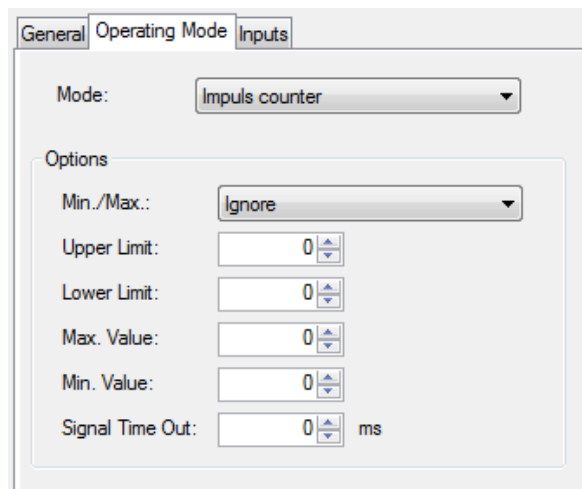 General Operating Mode Inputs
Mode: Impuls counter
Options
Min./Max.: Ignore
Upper Limit: 0
Lower Limit: 0
Max. Value: 0
Min. Value: 0
Signal Time Out: 0 ms